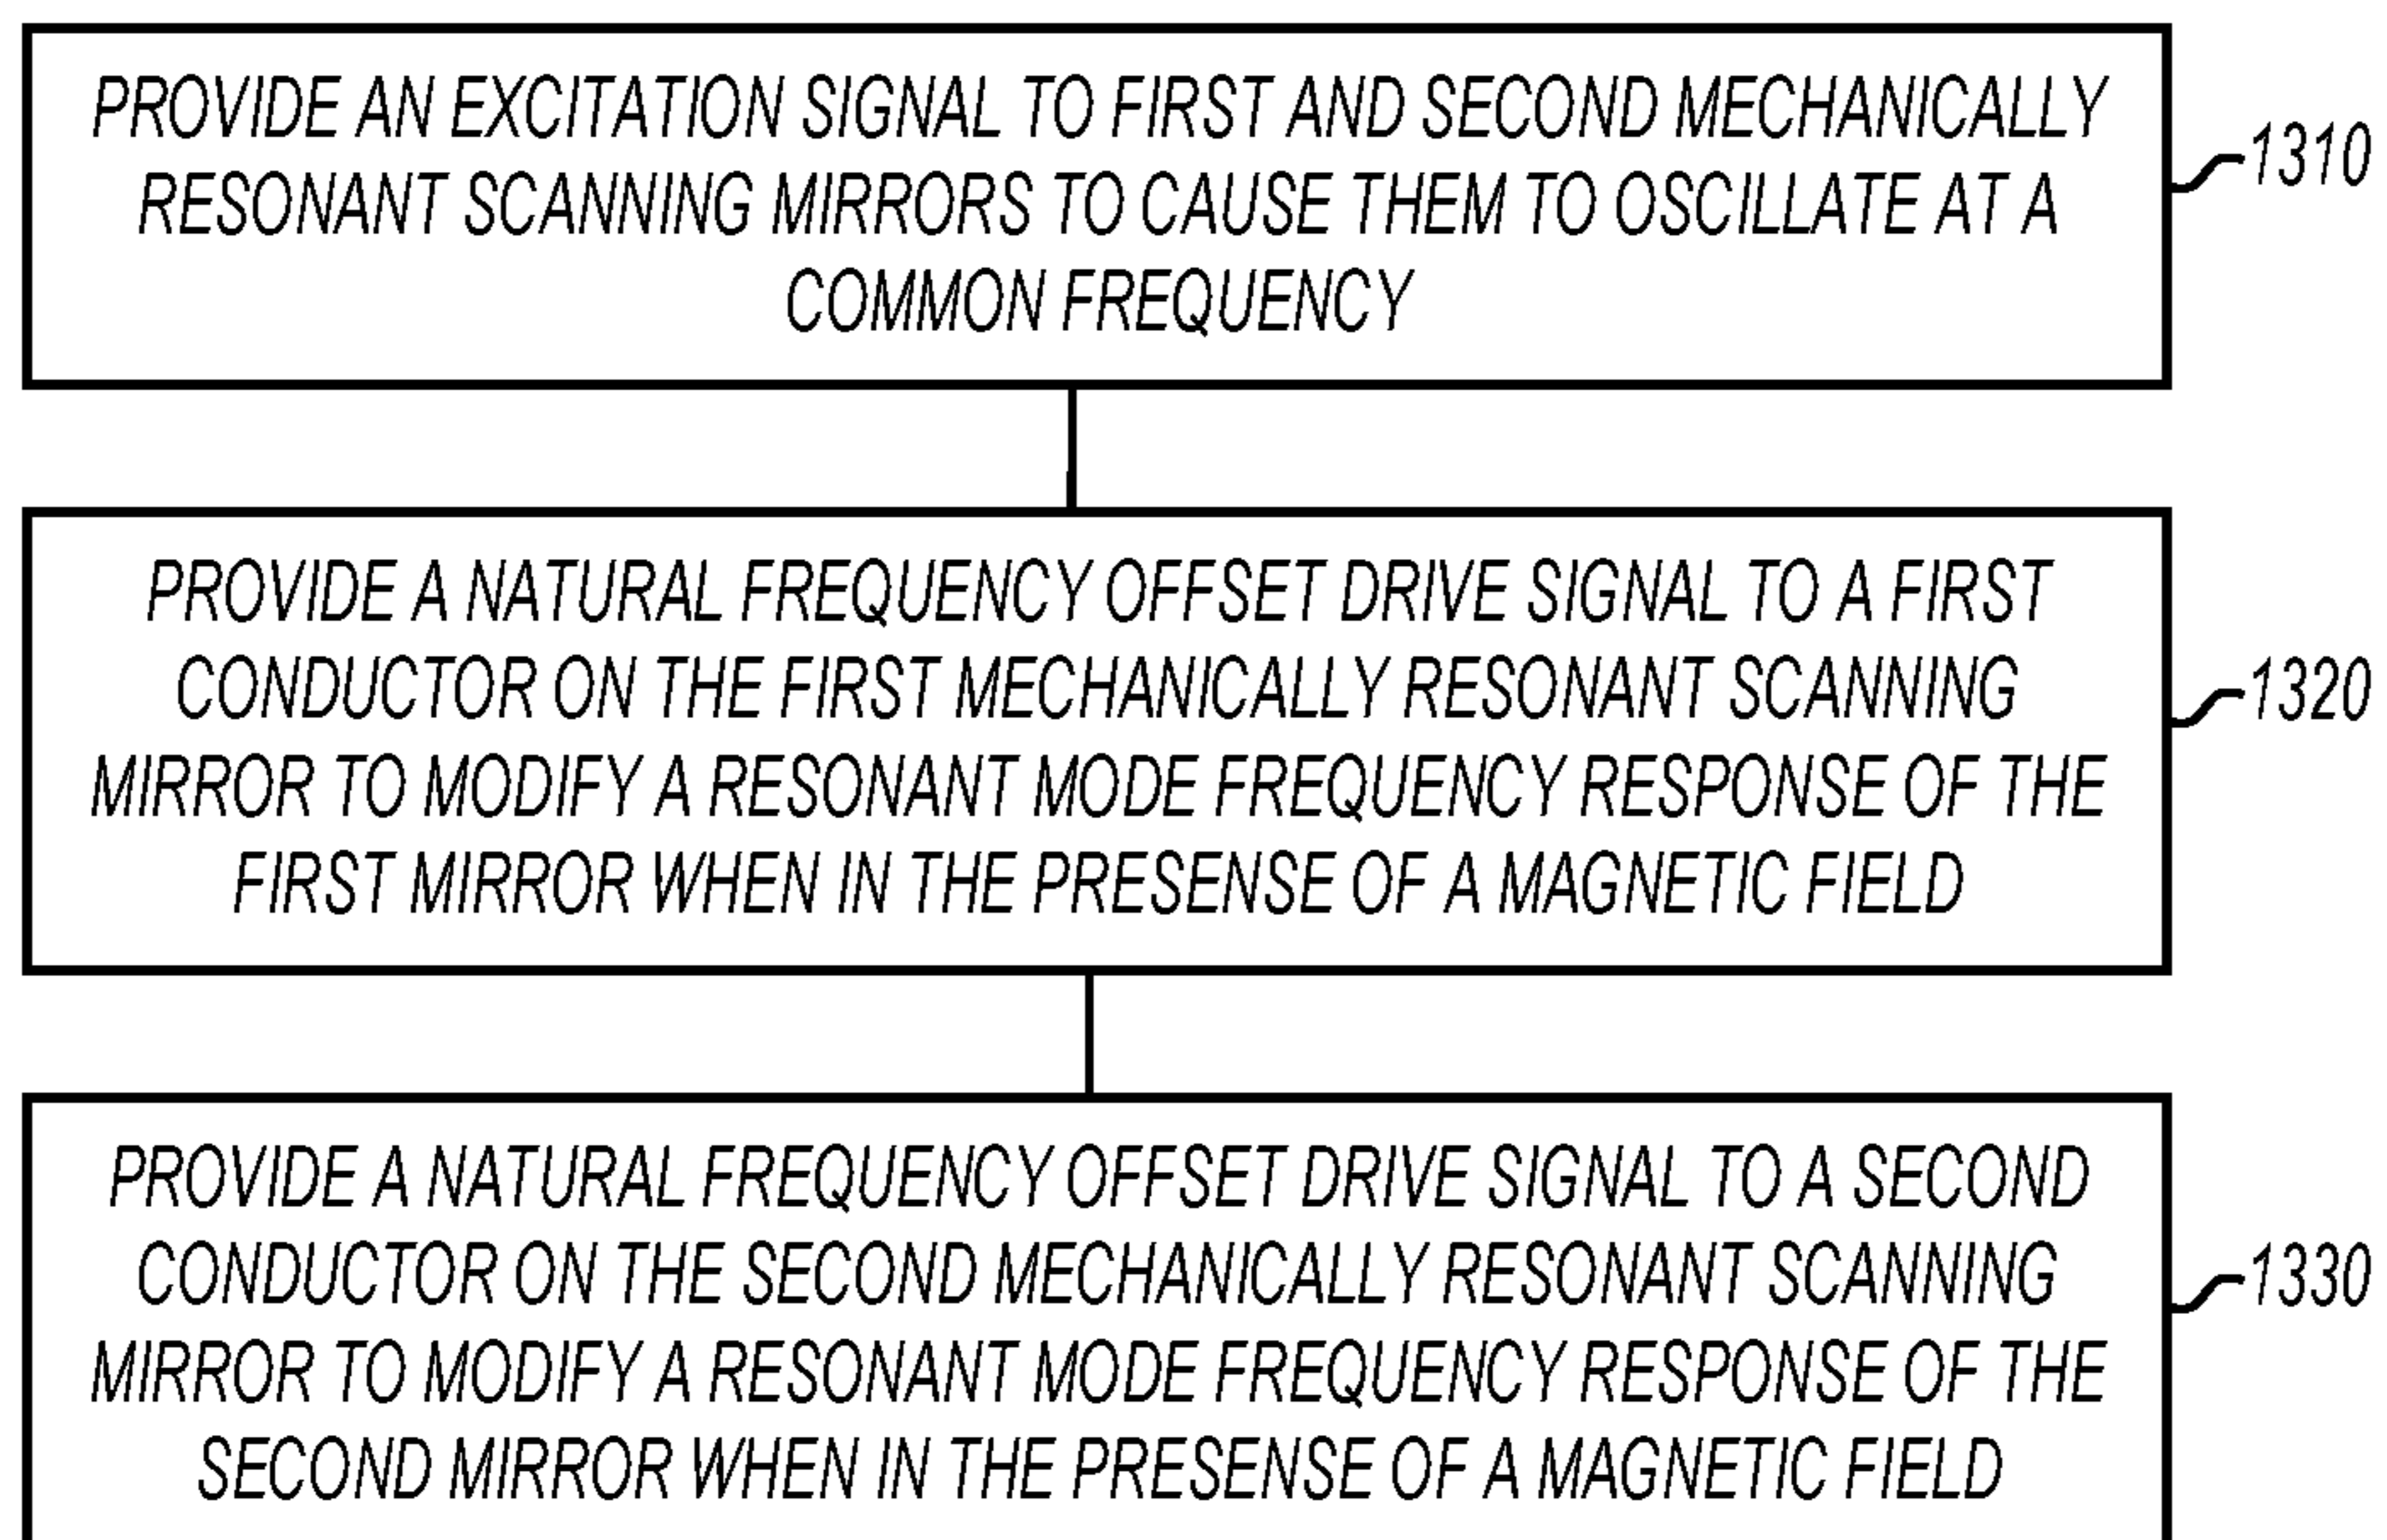 PROVIDE AN EXCITATION SIGNAL TO FIRST AND SECOND MECHANICALLY
RESONANT SCANNING MIRRORS TO CAUSE THEM TO OSCILLATE AT A
COMMON FREQUENCY
1310
PROVIDE A NATURAL FREQUENCY OFFSET DRIVE SIGNAL TO A FIRST
CONDUCTOR ON THE FIRST MECHANICALLY RESONANT SCANNING
MIRROR TO MODIFY A RESONANT MODE FREQUENCY RESPONSE OF THE
FIRST MIRROR WHEN IN THE PRESENSE OF A MAGNETIC FIELD
1320
PROVIDE A NATURAL FREQUENCY OFFSET DRIVE SIGNAL TO A SECOND
CONDUCTOR ON THE SECOND MECHANICALLY RESONANT SCANNING
MIRROR TO MODIFY A RESONANT MODE FREQUENCY RESPONSE OF THE
SECOND MIRROR WHEN IN THE PRESENSE OF A MAGNETIC FIELD
1330